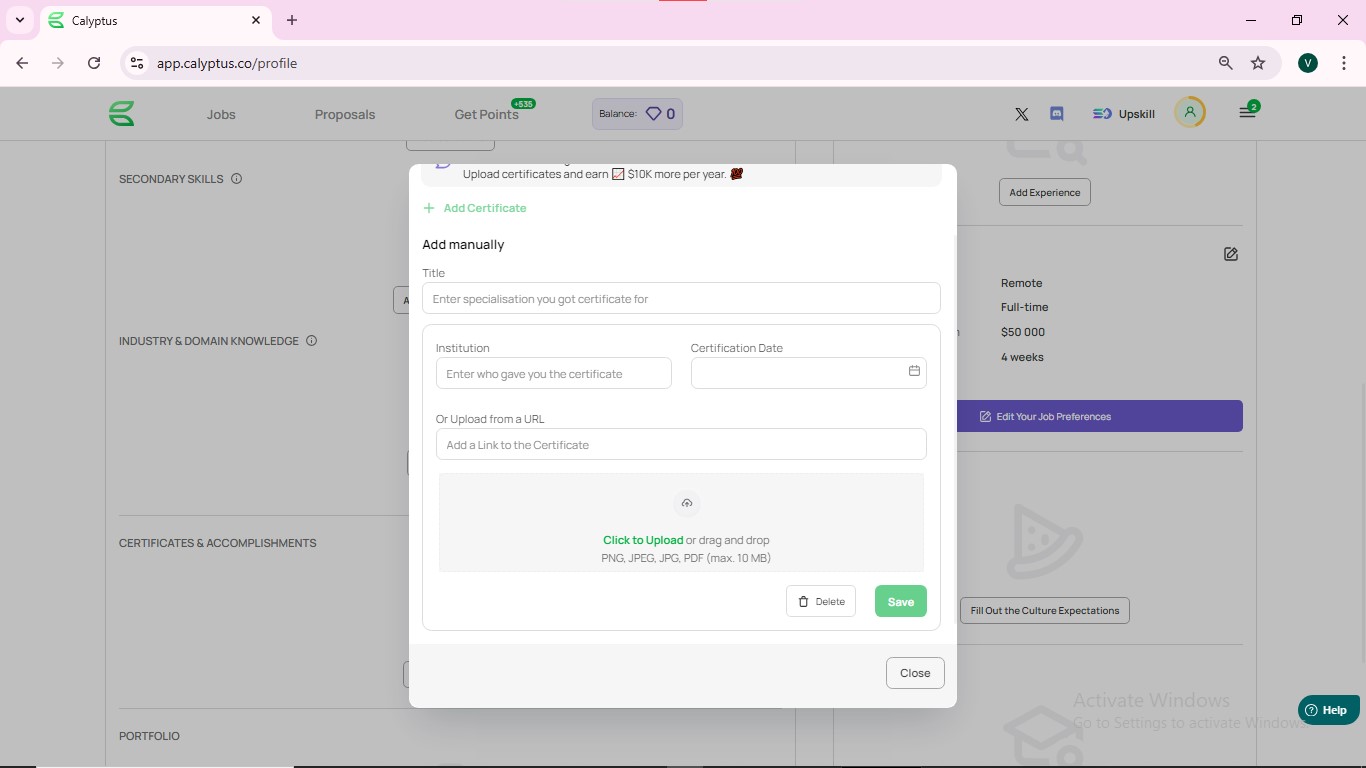 Calyptus
app.calyptus.co/profile
V
Jobs
Proposals
Get Points
+535
Balance: 0
Upskill
2
SECONDARY SKILLS
INDUSTRY & DOMAIN KNOWLEDGE
CERTIFICATES & ACCOMPLISHMENTS
PORTFOLIO
Upload certificates and earn 📈 $10K more per year. 💯
+ Add Certificate
Add manually
Title
Enter specialisation you got certificate for
Institution
Enter who gave you the certificate
Certification Date
Or Upload from a URL
Add a Link to the Certificate
Click to Upload or drag and drop
PNG, JPEG, JPG, PDF (max. 10 MB)
Delete
Save
Close
Add Experience
Remote
Full-time
$50 000
4 weeks
Edit Your Job Preferences
Fill Out the Culture Expectations
Activate Windows
Go to Settings to activate Windows.
Help